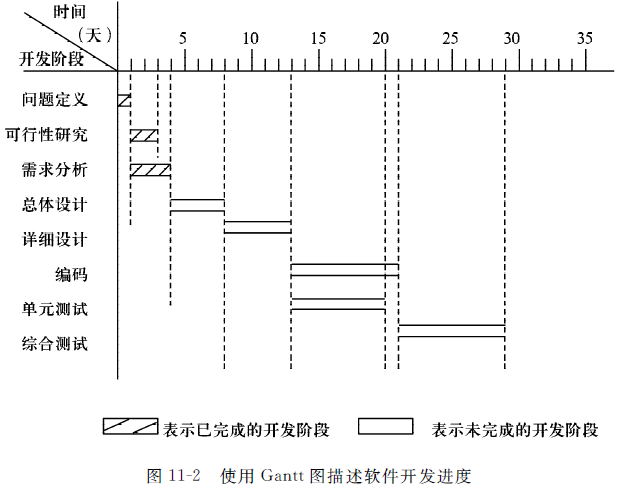 时间
（天）
5 10 15 20 25 30 35
开发阶段
问题定义
可行性研究
需求分析
总体设计
详细设计
编码
单元测试
综合测试
表示已完成的开发阶段 表示未完成的开发阶段
图 11-2 使用 Gantt 图描述软件开发进度